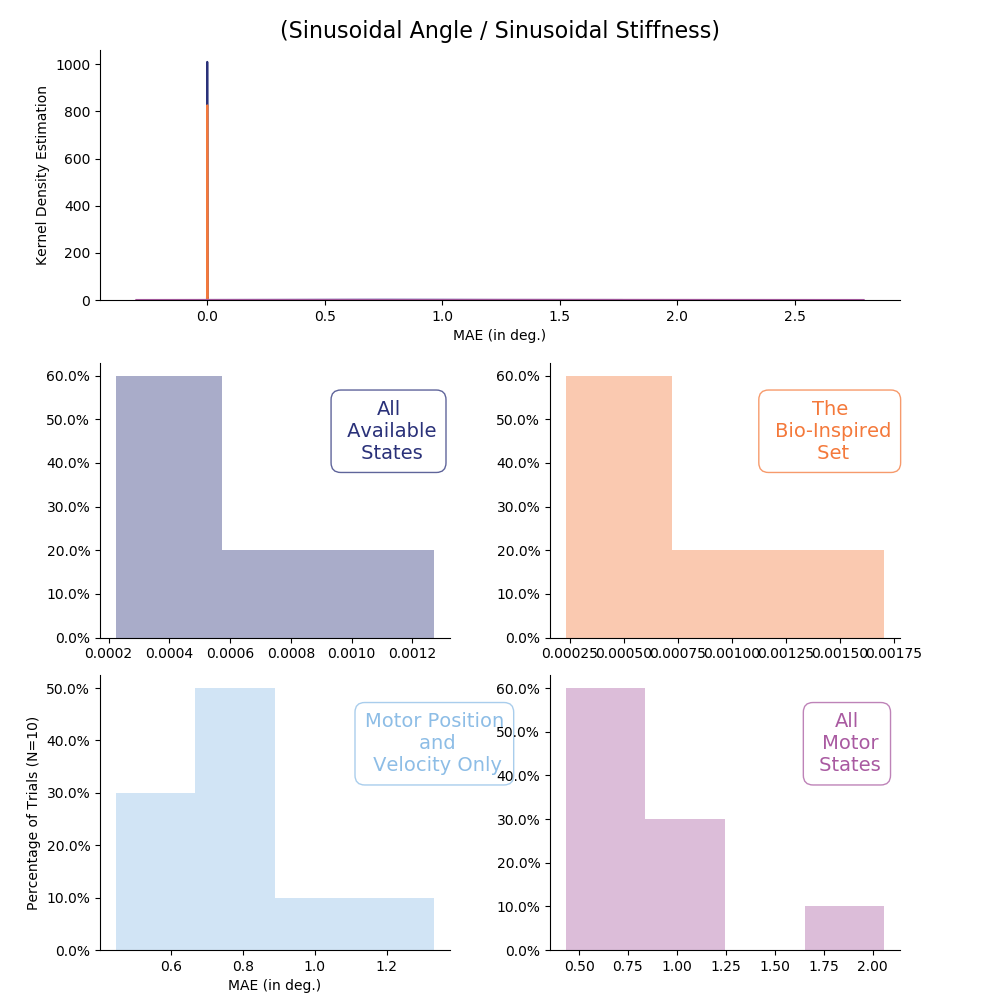 (Sinusoidal Angle / Sinusoidal Stiffness)
Kernel Density Estimation
1000
800
600
400
200
0
0.0 0.5 1.0 1.5 2.0 2.5
MAE (in deg.)
60.0%
50.0%
40.0%
30.0%
20.0%
10.0%
0.0%
All
Available
States
0.0002 0.0004 0.0006 0.0008 0.0010 0.0012
60.0%
50.0%
40.0%
30.0%
20.0%
10.0%
0.0%
The
Bio-Inspired
Set
0.00025 0.00050 0.00075 0.00100 0.00125 0.00150 0.00175
Percentage of Trials (N=10)
50.0%
40.0%
30.0%
20.0%
10.0%
0.0%
Motor Position
and
Velocity Only
0.6 0.8 1.0 1.2
MAE (in deg.)
60.0%
50.0%
40.0%
30.0%
20.0%
10.0%
0.0%
All
Motor
States
0.50 0.75 1.00 1.25 1.50 1.75 2.00